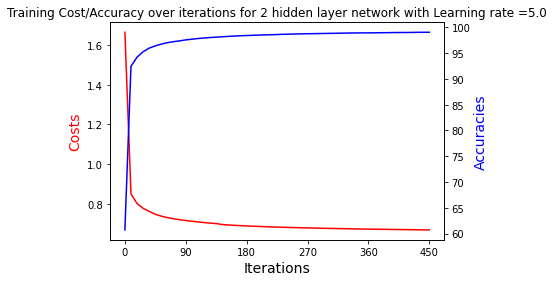 Training Cost/Accuracy over iterations for 2 hidden layer network with Learning rate =5.0
1.6
1.4
1.2
1.0
0.8
Costs
100
95
90
85
80
75
70
65
60
Accuracies
0 90 180 270 360 450
Iterations